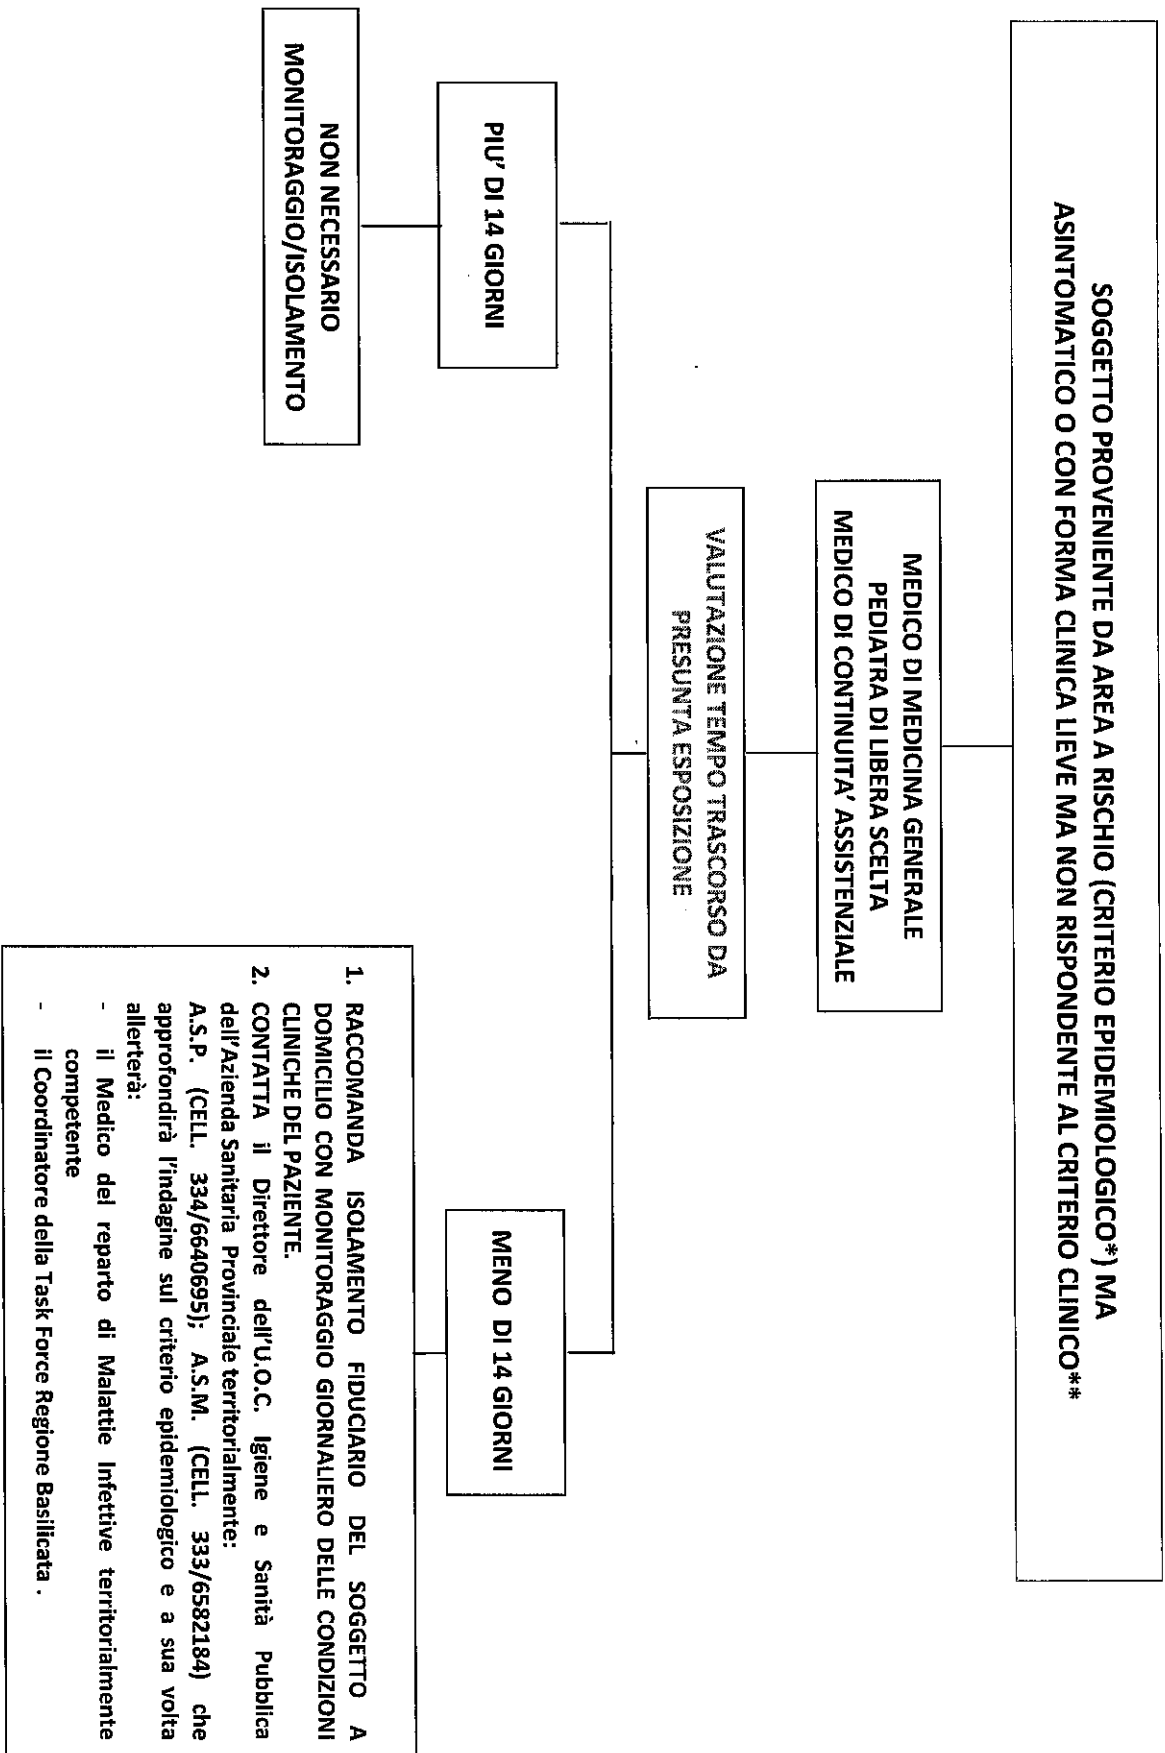 SOGGETTO PROVENIENTE DA AREA A RISCHIO (CRITERIO EPIDEMIOLOGICO*) MA
ASINTOMATICO O CON FORMA CLINICA LIEVE MA NON RISPONDENTE AL CRITERIO CLINICO**
MEDICO DI MEDICINA GENERALE
PEDIATRA DI LIBERA SCELTA
MEDICO DI CONTINUITA' ASSISTENZIALE
VALUTAZIONE TEMPO TRASCORSO DA
PRESUNTA ESPOSIZIONE
PIU' DI 14 GIORNI
NON NECESSARIO
MONITORAGGIO/ISOLAMENTO
MENO DI 14 GIORNI
1. RACCOMANDA ISOLAMENTO FIDUCIARIO DEL SOGGETTO A
DOMICILIO CON MONITORAGGIO GIORNALIERO DELLE CONDIZIONI
CLINICHE DEL PAZIENTE.
2. CONTATTA il Direttore dell'U.O.C. Igiene e Sanità Pubblica
dell'Azienda Sanitaria Provinciale territorialmente:
A.S.P. (CELL. 334/6640695); A.S.M. (CELL. 333/6582184) che
approfondirà l'indagine sul criterio epidemiologico e a sua volta
allerterà:
- il Medico del reparto di Malattie Infettive territorialmente
competente
- il Coordinatore della Task Force Regione Basilicata .